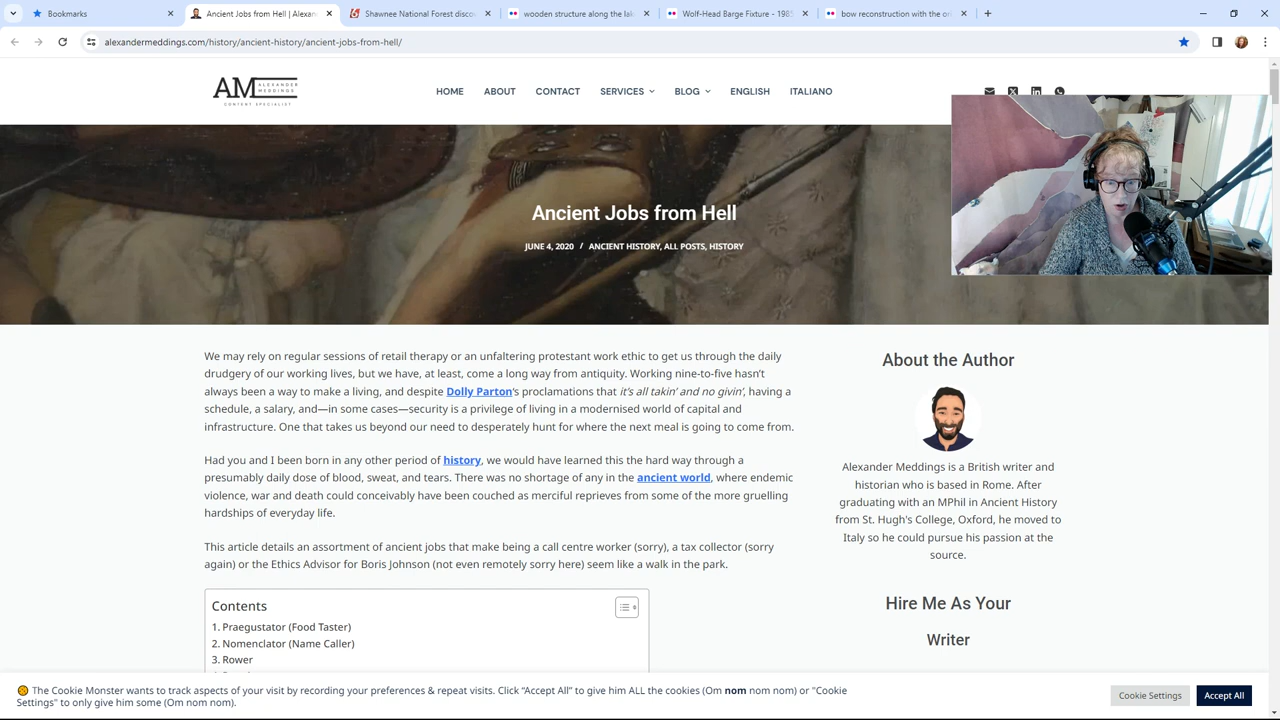 Bookmarks
Ancient Jobs from Hell | Alexan
Shawnee National Forest disco
wooden structure along the lak
Wolf-Head Barge Fixture - 198
bow reconstruction with the or
alexandermeddings.com/history/ancient-history/ancient-jobs-from-hell/
AM ALEXANDER MEDDINGS
CONTENT SPECIALIST
HOME ABOUT CONTACT SERVICES BLOG ENGLISH ITALIANO
Ancient Jobs from Hell
JUNE 4, 2020 / ANCIENT HISTORY, ALL POSTS, HISTORY
We may rely on regular sessions of retail therapy or an unfaltering protestant work ethic to get us through the daily
drudgery of our working lives, but we have, at least, come a long way from antiquity. Working nine-to-five hasn't
always been a way to make a living, and despite Dolly Parton's proclamations that it's all takin' and no givin', having a
schedule, a salary, and—in some cases—security is a privilege of living in a modernised world of capital and
infrastructure. One that takes us beyond our need to desperately hunt for where the next meal is going to come from.
Had you and I been born in any other period of history, we would have learned this the hard way through a
presumably daily dose of blood, sweat, and tears. There was no shortage of any in the ancient world, where endemic
violence, war and death could conceivably have been couched as merciful reprieves from some of the more gruelling
hardships of everyday life.
This article details an assortment of ancient jobs that make being a call centre worker (sorry), a tax collector (sorry
again) or the Ethics Advisor for Boris Johnson (not even remotely sorry here) seem like a walk in the park.
Contents
1. Praegustator (Food Taster)
2. Nomenclator (Name Caller)
3. Rower
About the Author
Alexander Meddings is a British writer and
historian who is based in Rome. After
graduating with an MPhil in Ancient History
from St. Hugh's College, Oxford, he moved to
Italy so he could pursue his passion at the
source.
Hire Me As Your
Writer
The Cookie Monster wants to track aspects of your visit by recording your preferences & repeat visits. Click “Accept All” to give him ALL the cookies (Om nom nom nom) or "Cookie
Settings" to only give him some (Om nom nom).
Cookie Settings
Accept All